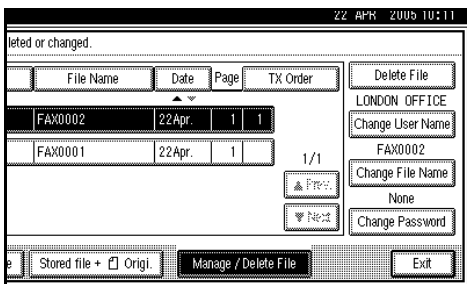 22 APR 2005 10:11
leted or changed.
File Name Date Page TX Order Delete File
LONDON OFFICE
FAX0002 22Apr. 1 1 Change User Name
FAX0002
FAX0001 22Apr. 1 1/1 Change File Name
▲ Prev. None
▼ Next Change Password
e Stored file + Origi. Manage / Delete File Exit